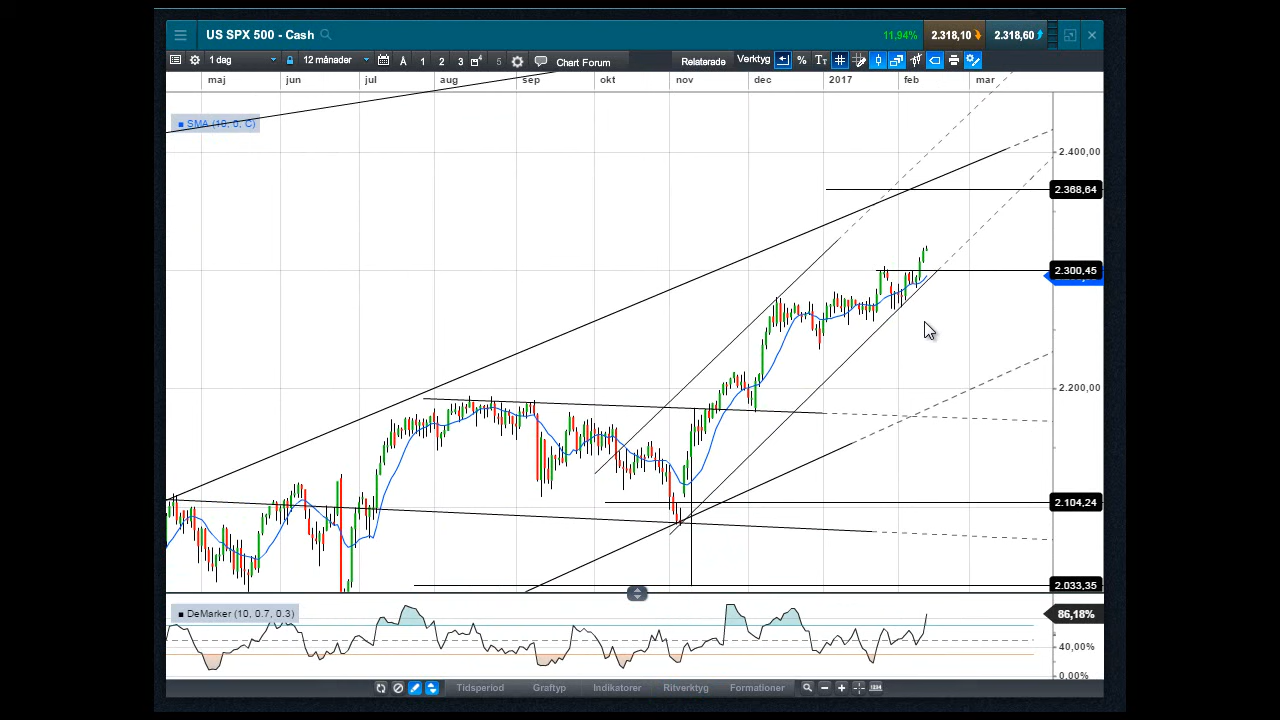 US SPX 500 - Cash 11,94% 2.318,10 2.318,60
1 dag 12 månader A 1 2 3 4 5 Chart Forum Relaterade Verktyg % TT
maj jun jul aug sep okt nov dec 2017 feb mar
SMA (10, 0, C)
2.400,00
2.368,64
2.300,45
2.200,00
2.104,24
2.033,35
DeMarker (10, 0.7, 0.3)
86,18%
40,00%
0.00%
Tidsperiod Graftyp Indikatorer Ritverktyg Formationer